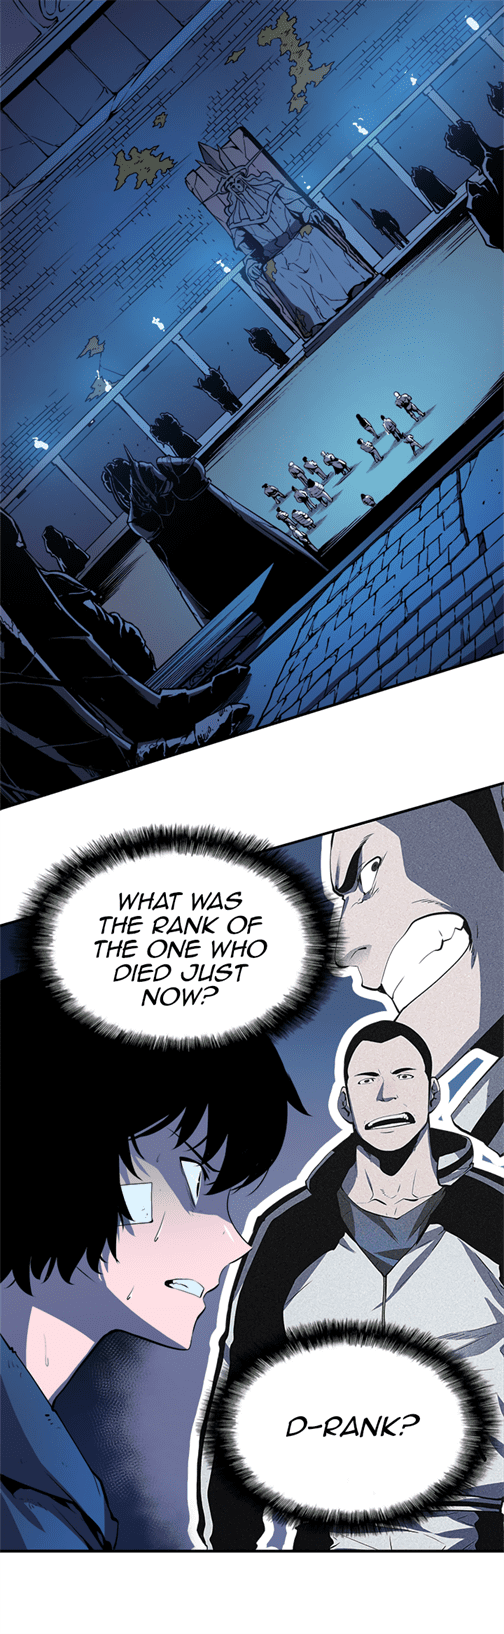 WHAT WAS
THE RANK OF
THE ONE WHO
DIED JUST
NOW?
D-RANK?